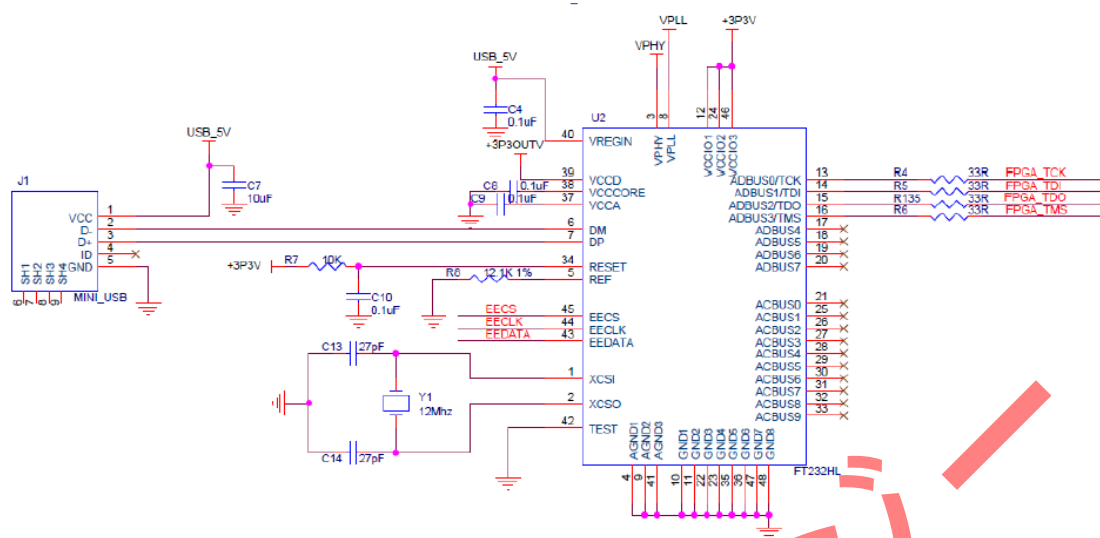 VPLL
+3P3V
VPHY
USB_5V
C4
0.1uF
U2
3
8
12
24
46
40
VREGIN
VPHY
VPLL
VCCIO1
VCCIO2
VCCIO3
+3P3OUTV
USB_5V
39
VCCD
38
VCCCORE
37
VCCA
C8
0.1uF
C9
0.1uF
13
ADBUS0/TCK
R4
33R
FPGA_TCK
14
ADBUS1/TDI
R5
33R
FPGA_TDI
15
ADBUS2/TDO
R135
33R
FPGA_TDO
16
ADBUS3/TMS
R6
33R
FPGA_TMS
17
ADBUS4
18
ADBUS5
19
ADBUS6
20
ADBUS7
J1
C7
10uF
VCC
1
D-
2
D+
3
ID
4
GND
5
SH1
SH2
SH3
SH4
6
7
8
9
MINI_USB
6
DM
7
DP
+3P3V
R7
10K
34
RESET
R8
12.1K 1%
5
REF
C10
0.1uF
EECS
45
EECS
EECLK
44
EECLK
EEDATA
43
EEDATA
21
ACBUS0
25
ACBUS1
26
ACBUS2
27
ACBUS3
28
ACBUS4
29
ACBUS5
30
ACBUS6
31
ACBUS7
32
ACBUS8
33
ACBUS9
C13
27pF
1
XCSI
Y1
12Mhz
2
XCSO
42
TEST
C14
27pF
AGND1
AGND2
AGND3
GND1
GND2
GND3
GND4
GND5
GND6
GND7
GND8
FT232HL
4
9
41
10
11
22
23
35
36
47
48